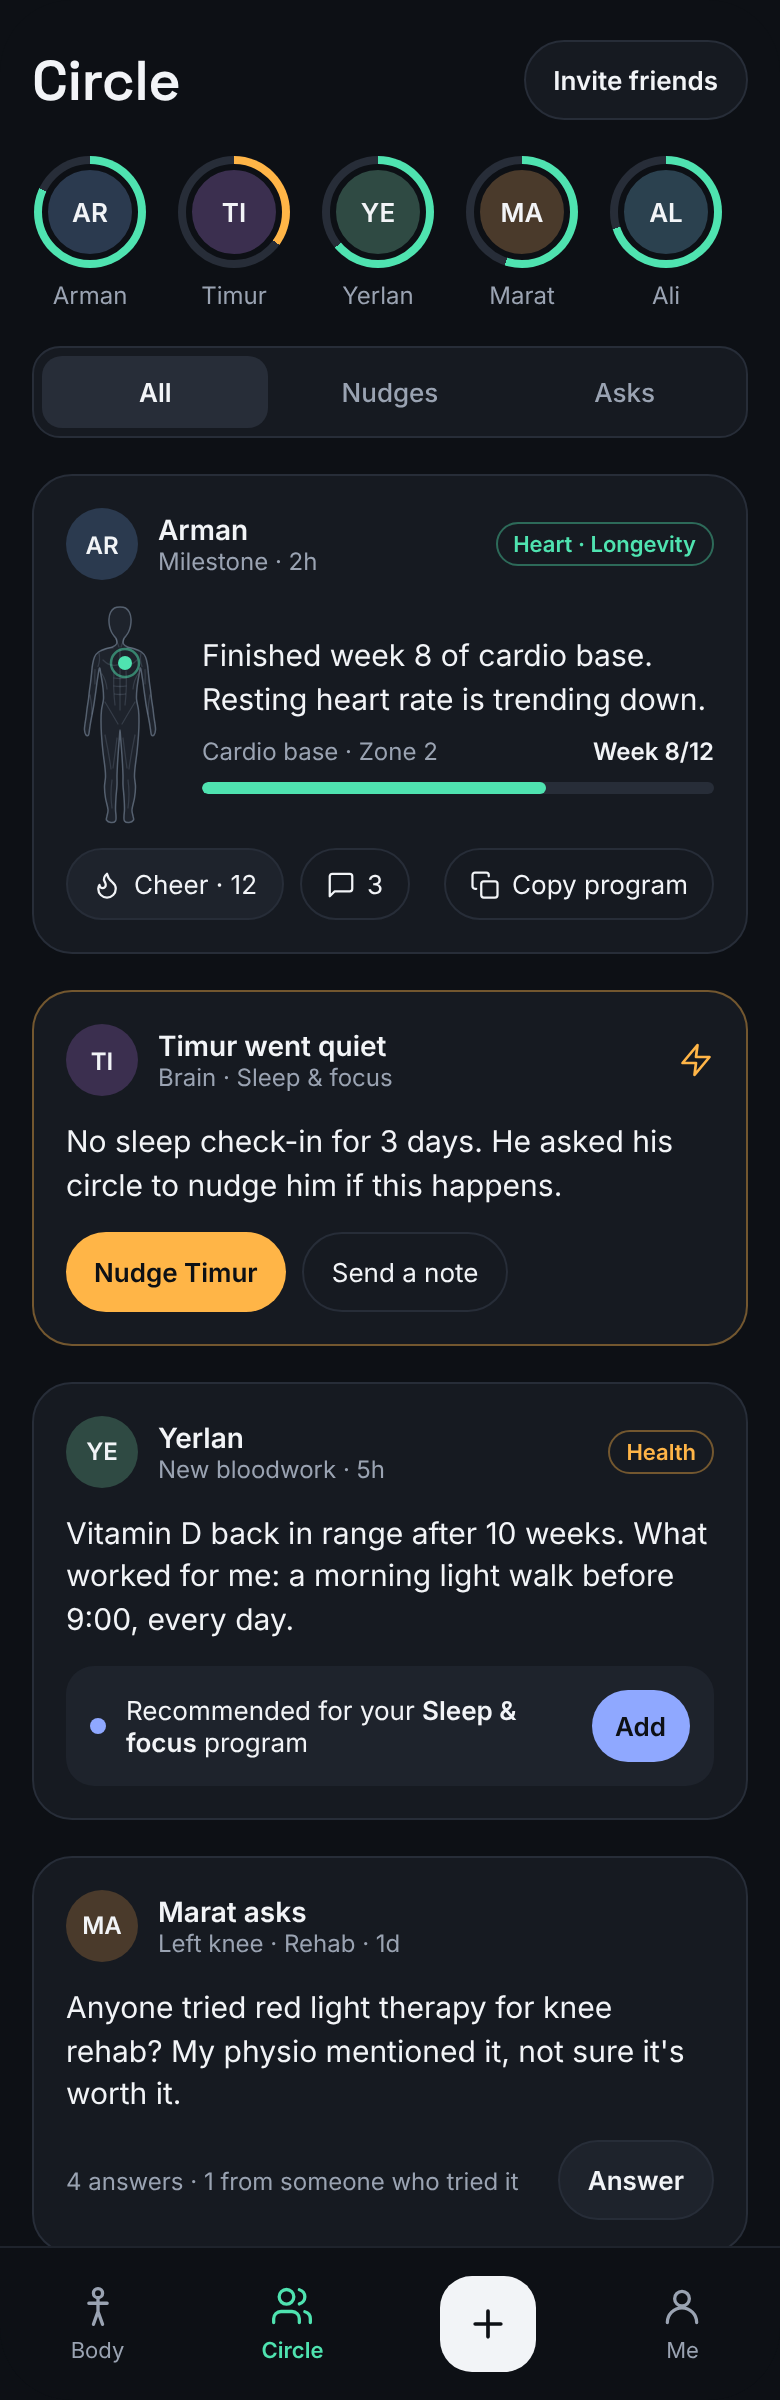 Circle
Invite friends
AR
TI
YE
MA
AL
Arman
Timur
Yerlan
Marat
Ali
All
Nudges
Asks
AR
Arman
Milestone · 2h
Heart · Longevity
Finished week 8 of cardio base.
Resting heart rate is trending down.
Cardio base · Zone 2
Week 8/12
Cheer · 12
3
Copy program
TI
Timur went quiet
Brain · Sleep & focus
No sleep check-in for 3 days. He asked his
circle to nudge him if this happens.
Nudge Timur
Send a note
YE
Yerlan
New bloodwork · 5h
Health
Vitamin D back in range after 10 weeks. What
worked for me: a morning light walk before
9:00, every day.
Recommended for your Sleep &
focus program
Add
MA
Marat asks
Left knee · Rehab · 1d
Anyone tried red light therapy for knee
rehab? My physio mentioned it, not sure it's
worth it.
4 answers · 1 from someone who tried it
Answer
Body
Circle
Me